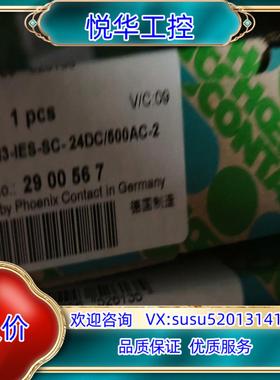 悦华工控
1 pcs
V/C:09
-IES-SC- 24DC/500AC-2
o.: 29 00 56 7
by Phoenix Contact in Germany
德国制造
CONTACT
价
欢迎咨询 VX:susu52013141
品质保证 优质服务